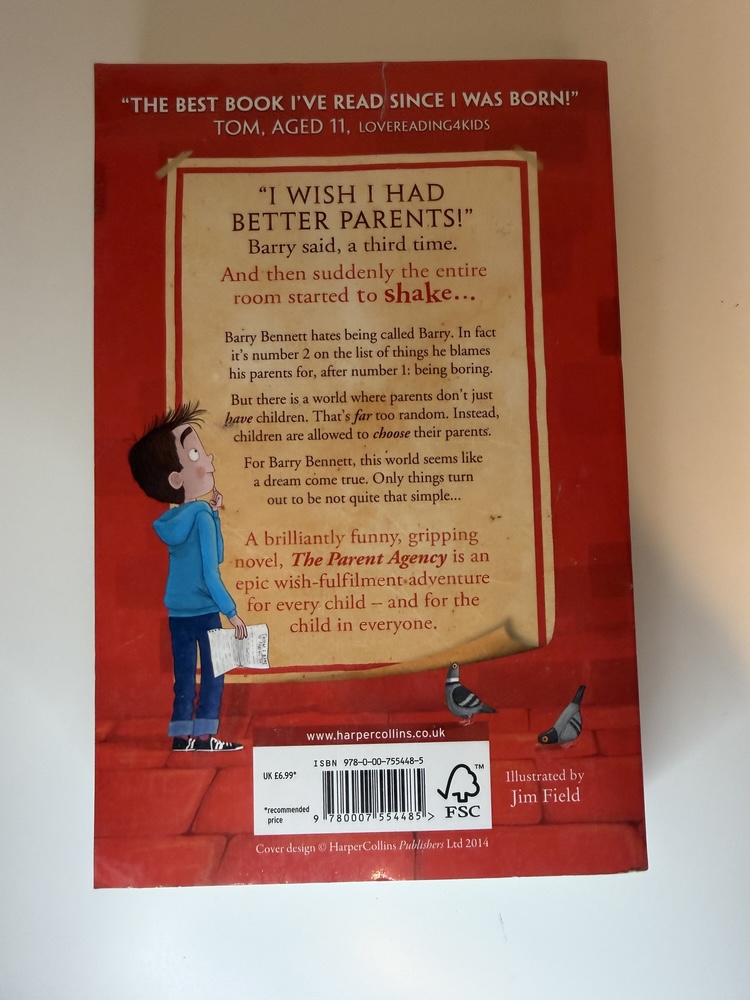 “THE BEST BOOK I’VE READ SINCE I WAS BORN!”
TOM, AGED 11, LOVEREADING4KIDS
“I WISH I HAD
BETTER PARENTS!”
Barry said, a third time.
And then suddenly the entire
room started to shake...
Barry Bennett hates being called Barry. In fact
it’s number 2 on the list of things he blames
his parents for, after number 1: being boring.
But there is a world where parents don’t just
have children. That’s far too random. Instead,
children are allowed to choose their parents.
For Barry Bennett, this world seems like
a dream come true. Only things turn
out to be not quite that simple...
A brilliantly funny, gripping
novel, The Parent Agency is an
epic wish-fulfilment adventure
for every child – and for the
child in everyone.
www.harpercollins.co.uk
ISBN 978-0-00-755448-5
UK £6.99*
*recommended
price
9 780007 554485 >
TM
FSC
Illustrated by
Jim Field
Cover design © HarperCollins Publishers Ltd 2014